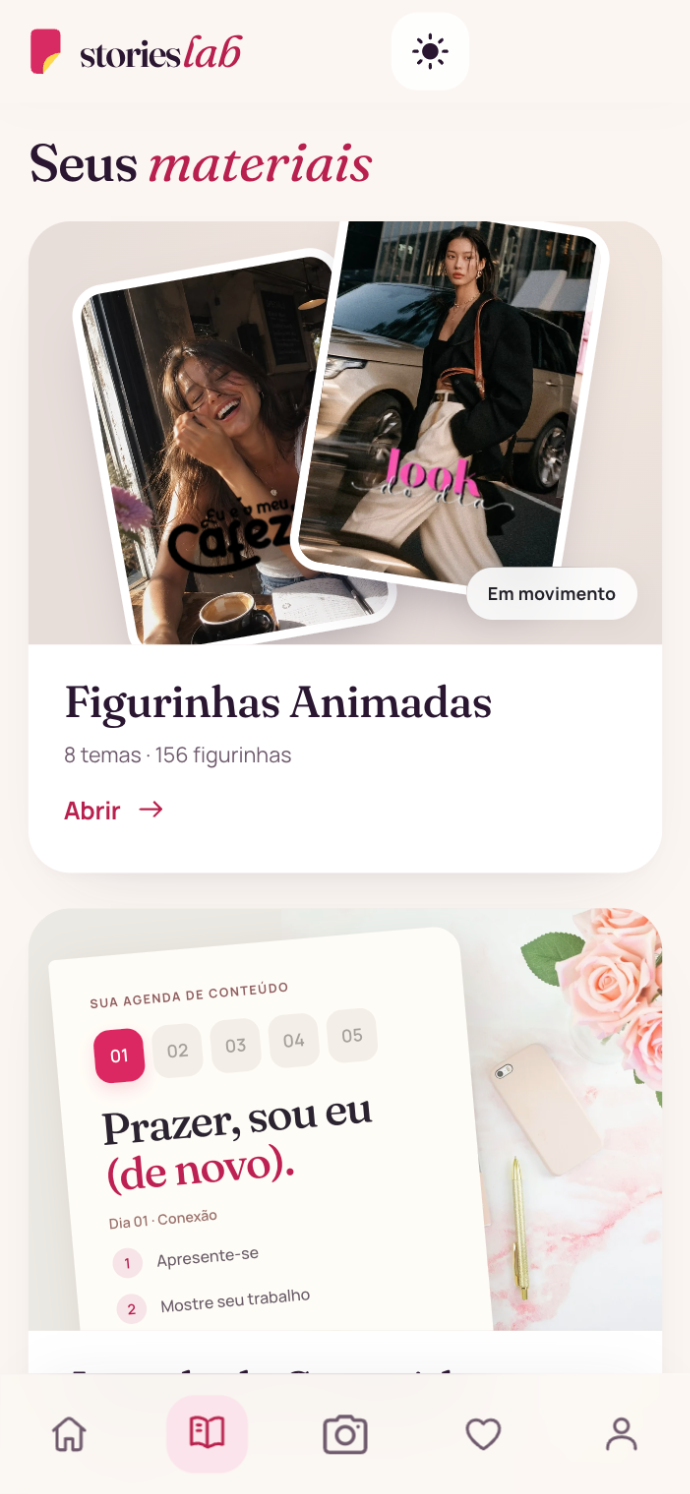 storieslab
Seus materiais
Eu e o meu
Cafez
look
do dia
Em movimento
Figurinhas Animadas
8 temas · 156 figurinhas
Abrir →
SUA AGENDA DE CONTEÚDO
01 02 03 04 05
Prazer, sou eu
(de novo).
Dia 01 · Conexão
1 Apresente-se
2 Mostre seu trabalho